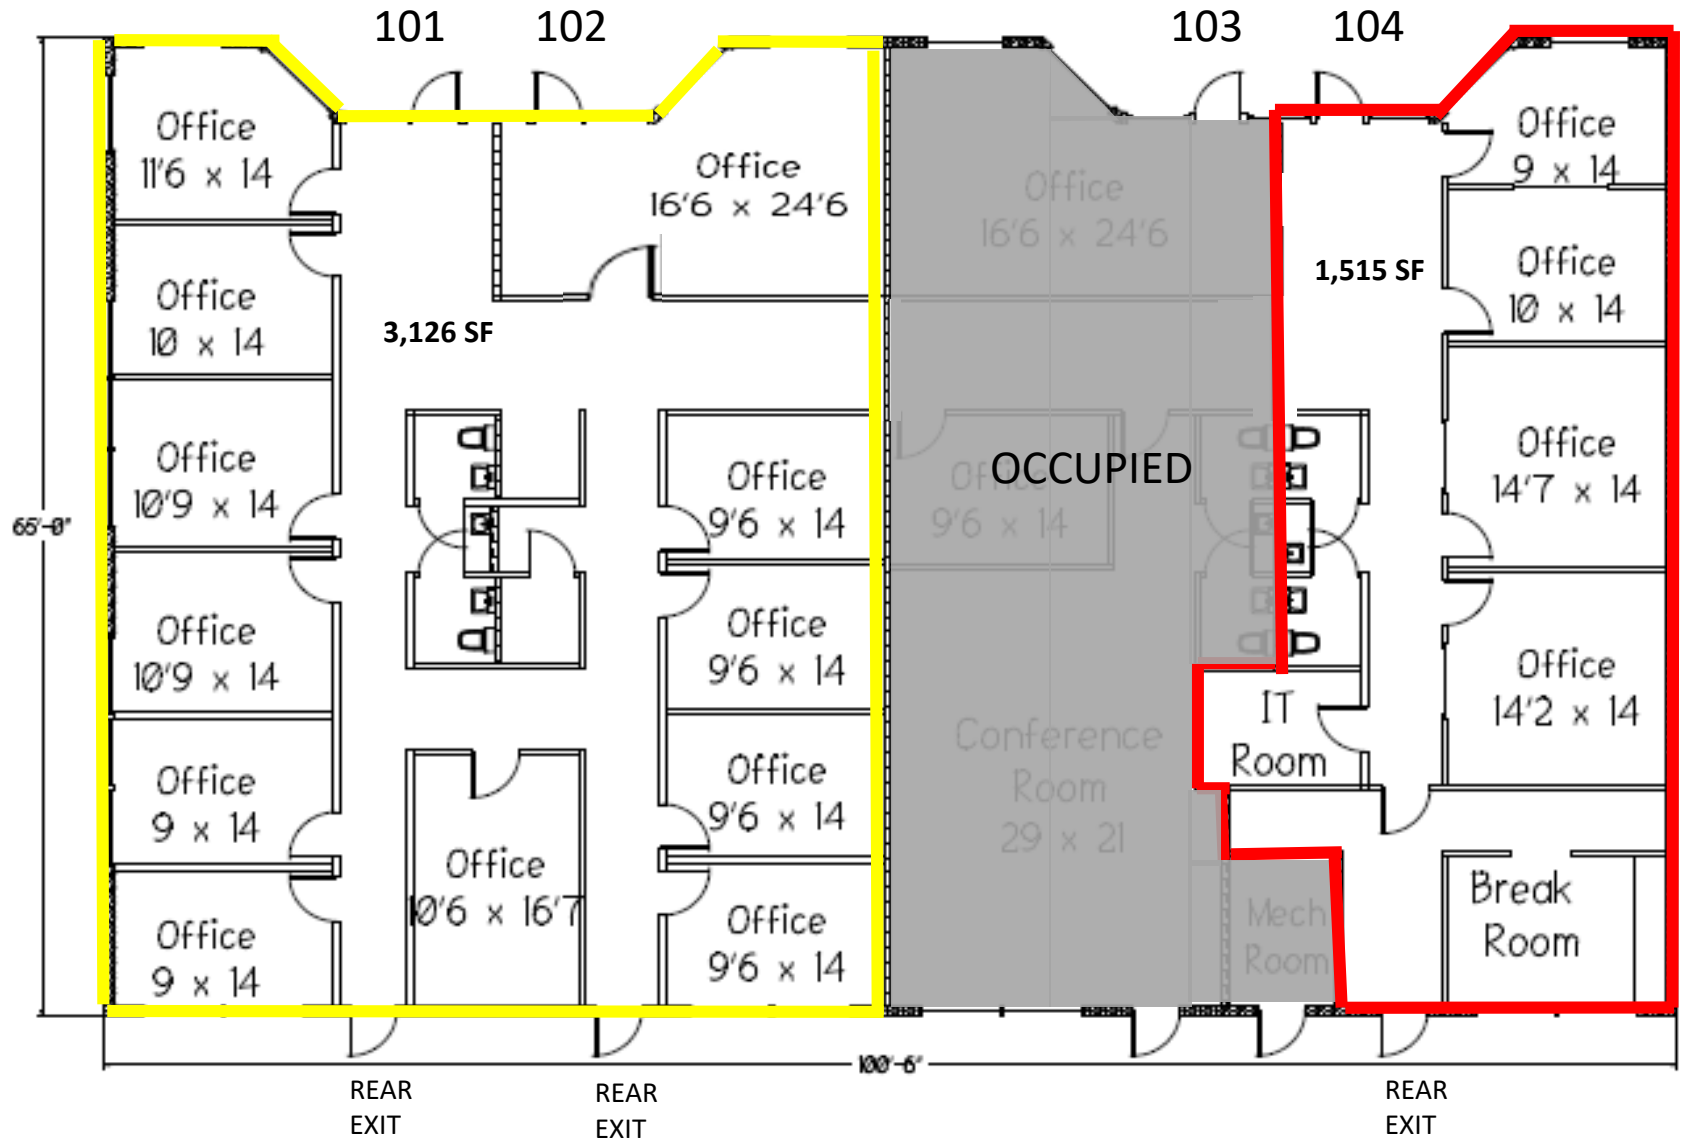 101
102
103
104
Office
11'6 x 14
Office
16'6 x 24'6
Office
16'6 x 24'6
Office
9 x 14
Office
10 x 14
3,126 SF
1,515 SF
Office
10 x 14
Office
10'9 x 14
Office
9'6 x 14
OCCUPIED
Office
9'6 x 14
Office
14'7 x 14
65'-0"
Office
10'9 x 14
Office
9'6 x 14
Office
14'2 x 14
IT
Room
Conference
Room
29 x 21
Office
9 x 14
Office
9'6 x 14
Office
10'6 x 16'7
Office
9 x 14
Office
9'6 x 14
Mech
Room
Break
Room
100'-6"
REAR
EXIT
REAR
EXIT
REAR
EXIT